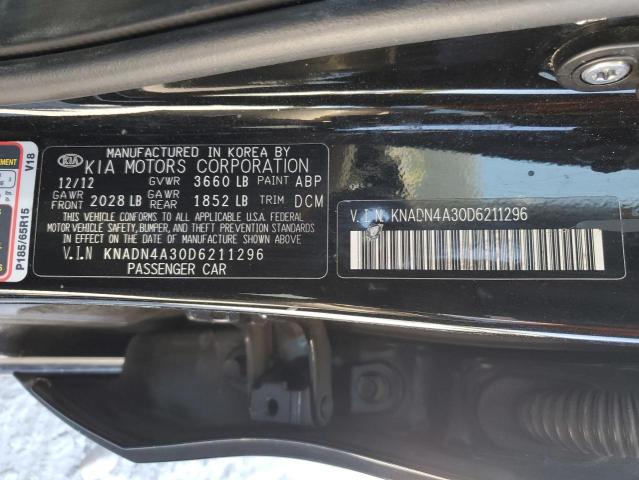 MANUFACTURED IN KOREA BY
KIA KIA MOTORS CORPORATION
12/12 GVWR 3660 LB PAINT ABP
GAWR FRONT 2028 LB GAWR REAR 1852 LB TRIM DCM
THIS VEHICLE CONFORMS TO ALL APPLICABLE U.S.A FEDERAL
MOTOR VEHICLE SAFETY, BUMPER, AND THEFT PREVENTION STANDARDS
IN EFFECT ON THE DATE OF MANUFACTURE SHOWN ABOVE.
V.I.N KNADN4A30D6211296
PASSENGER CAR
V.I.N KNADN4A30D6211296
P185/65R15 V18